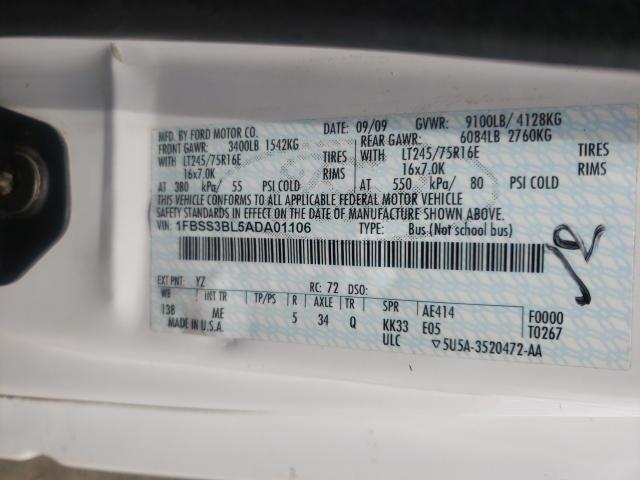 MFD. BY FORD MOTOR CO. DATE: 09/09 GVWR: 9100LB/ 4128KG
FRONT GAWR: 3400LB 1542KG REAR GAWR: 6084LB 2760KG
WITH LT245/75R16E TIRES WITH LT245/75R16E TIRES
16x7.0K RIMS 16x7.0K RIMS
AT 380 kPa/ 55 PSI COLD AT 550 kPa/ 80 PSI COLD
THIS VEHICLE CONFORMS TO ALL APPLICABLE FEDERAL MOTOR VEHICLE
SAFETY STANDARDS IN EFFECT ON THE DATE OF MANUFACTURE SHOWN ABOVE.
VIN: 1FBSS3BL5ADA01106 TYPE: Bus (Not school bus)
EXT PNT: YZ RC: 72 DSO:
WB INT TR TP/PS R AXLE TR SPR AE414 F0000
138 ME 5 34 Q KK33 E05 T0267
MADE IN U.S.A. ULC ▽5U5A-3520472-AA